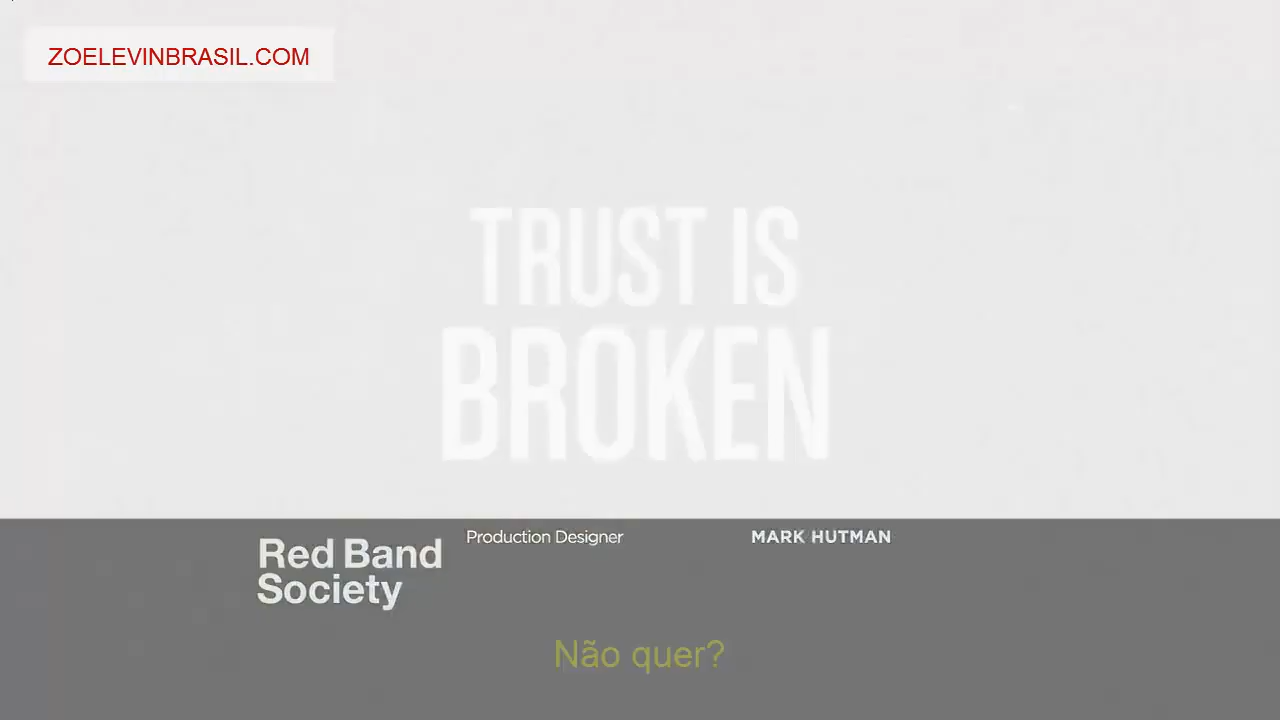 ZOELEVINBRASIL.COM
TRUST IS
BROKEN
Red Band
Society
Production Designer MARK HUTMAN
Não quer?